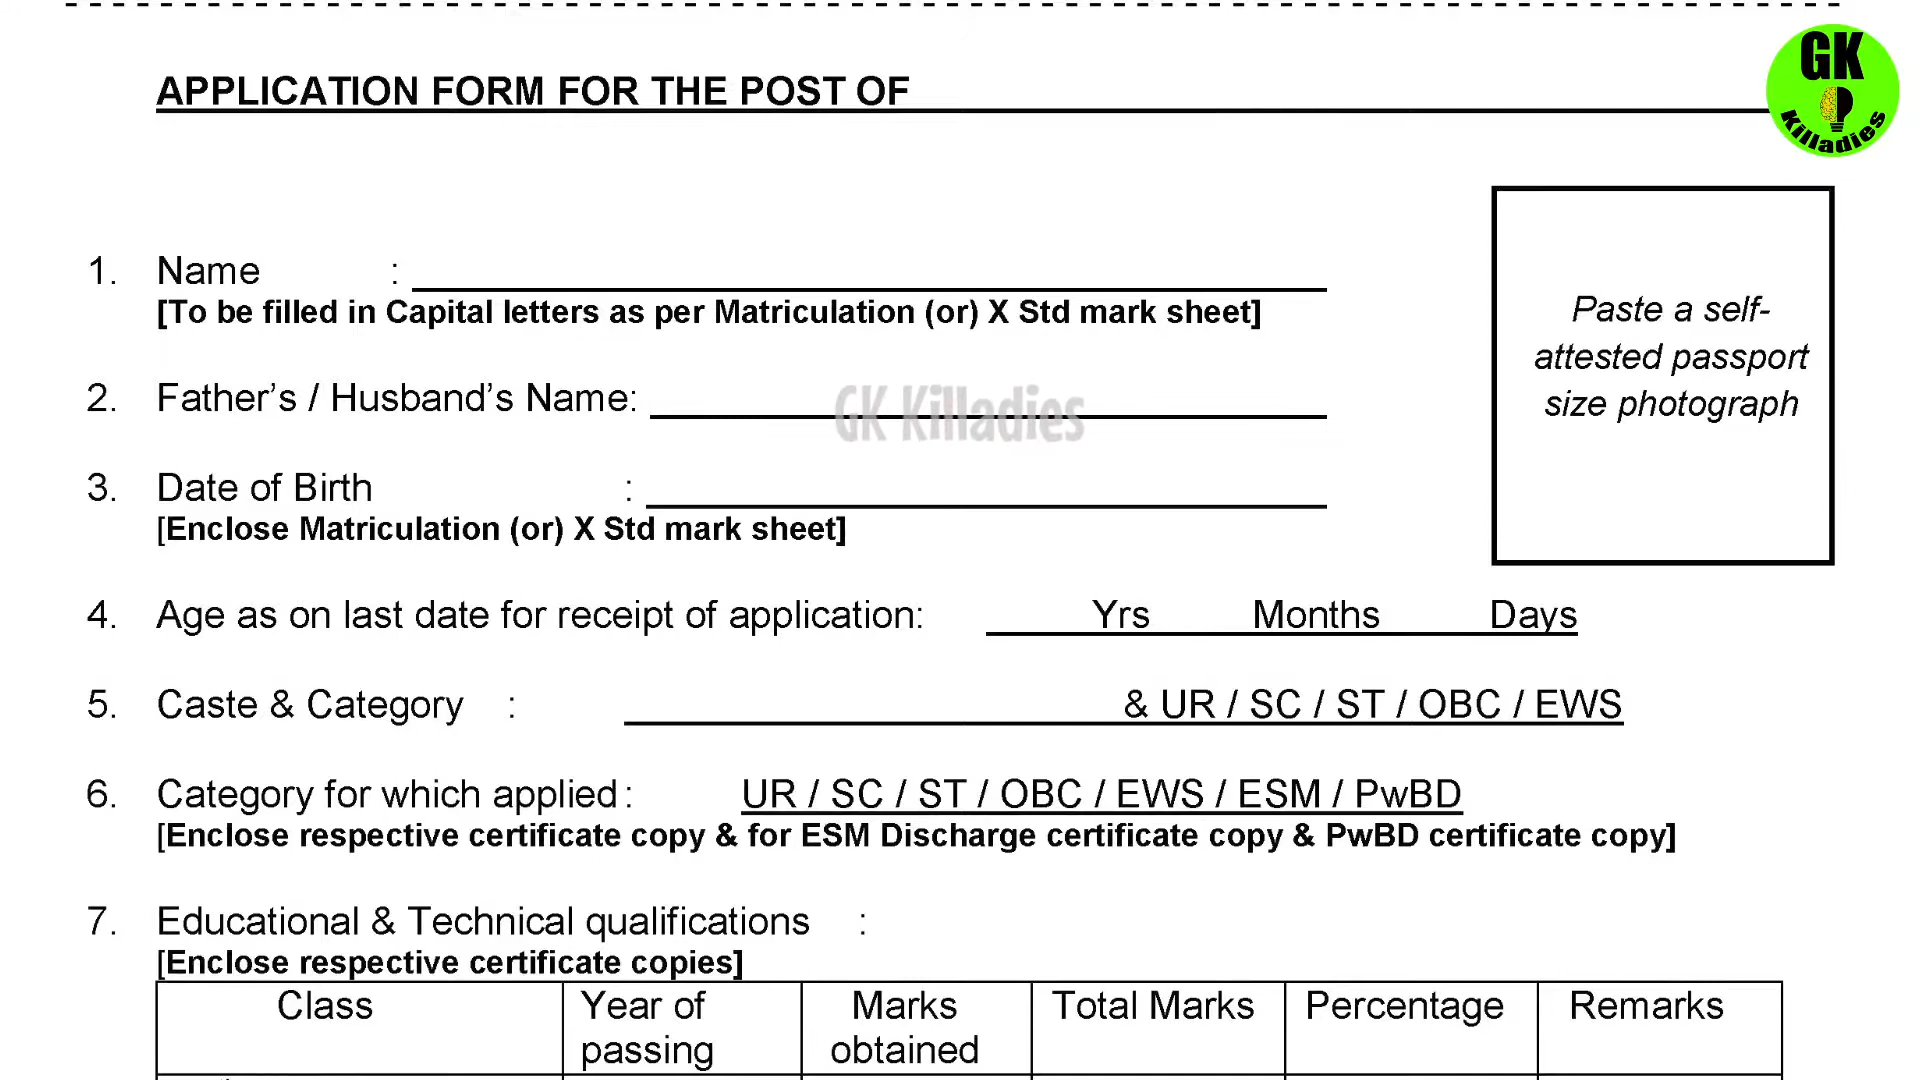 APPLICATION FORM FOR THE POST OF
GK
Killadies
1. Name :
[To be filled in Capital letters as per Matriculation (or) X Std mark sheet]
Paste a self-
attested passport
size photograph
2. Father’s / Husband’s Name:
GK Killadies
3. Date of Birth :
[Enclose Matriculation (or) X Std mark sheet]
4. Age as on last date for receipt of application: Yrs Months Days
5. Caste & Category : & UR / SC / ST / OBC / EWS
6. Category for which applied : UR / SC / ST / OBC / EWS / ESM / PwBD
[Enclose respective certificate copy & for ESM Discharge certificate copy & PwBD certificate copy]
7. Educational & Technical qualifications :
[Enclose respective certificate copies]
Class Year of passing Marks obtained Total Marks Percentage Remarks